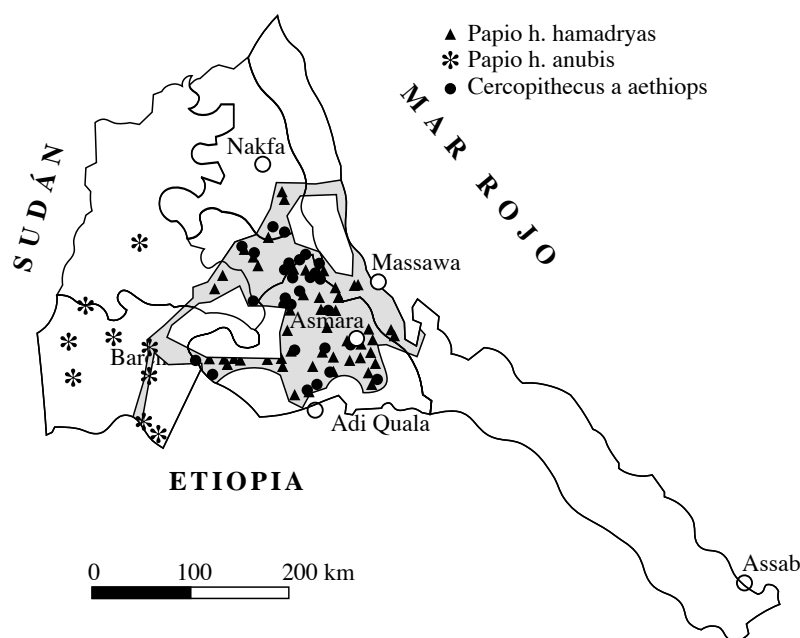 Papio h. hamadryas
Papio h. anubis
Cercopithecus a aethiops
MAR ROJO
SUDÁN
Nakfa
Massawa
Asmara
Adi Quala
ETIOPIA
0 100 200 km
Assab